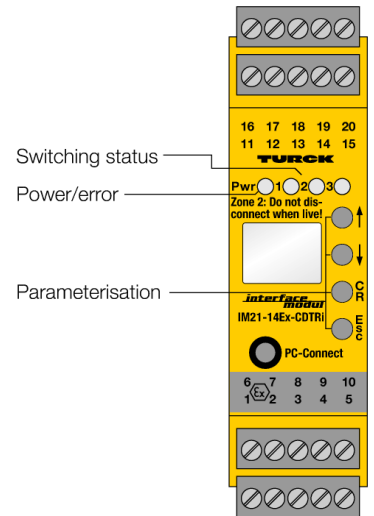 16 17 18 19 20
11 12 13 14 15
TURCK
Switching status
Power/error
Pwr 1 2 3
Zone 2: Do not dis-
connect when live!
↑
↓
Parameterisation
CR
Esc
interface
modul
IM21-14Ex-CDTRi
PC-Connect
6 7 8 9 10
Ex
1 2 3 4 5